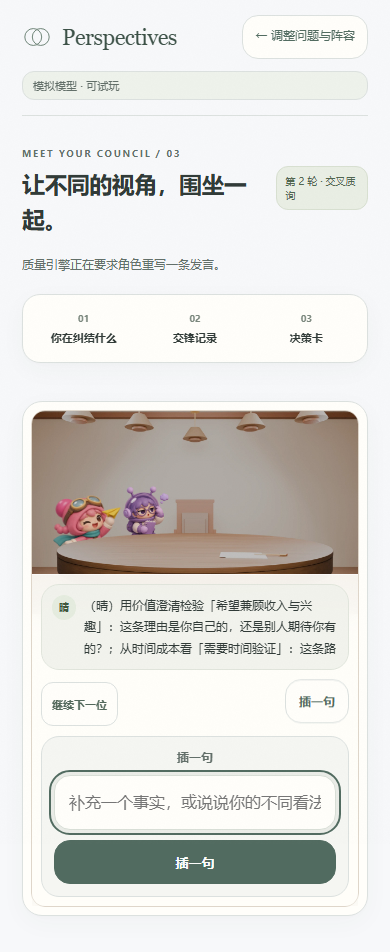 Perspectives
← 调整问题与阵容
模拟模型 · 可试玩
MEET YOUR COUNCIL / 03
让不同的视角，围坐一
起。
第 2 轮 · 交叉质
询
质量引擎正在要求角色重写一条发言。
01
你在纠结什么
02
交锋记录
03
决策卡
晴
（晴）用价值澄清检验「希望兼顾收入与兴
趣」：这条理由是你自己的，还是别人期待你有
的？；从时间成本看「需要时间验证」：这条路
继续下一位
插一句
插一句
补充一个事实，或说说你的不同看法
插一句